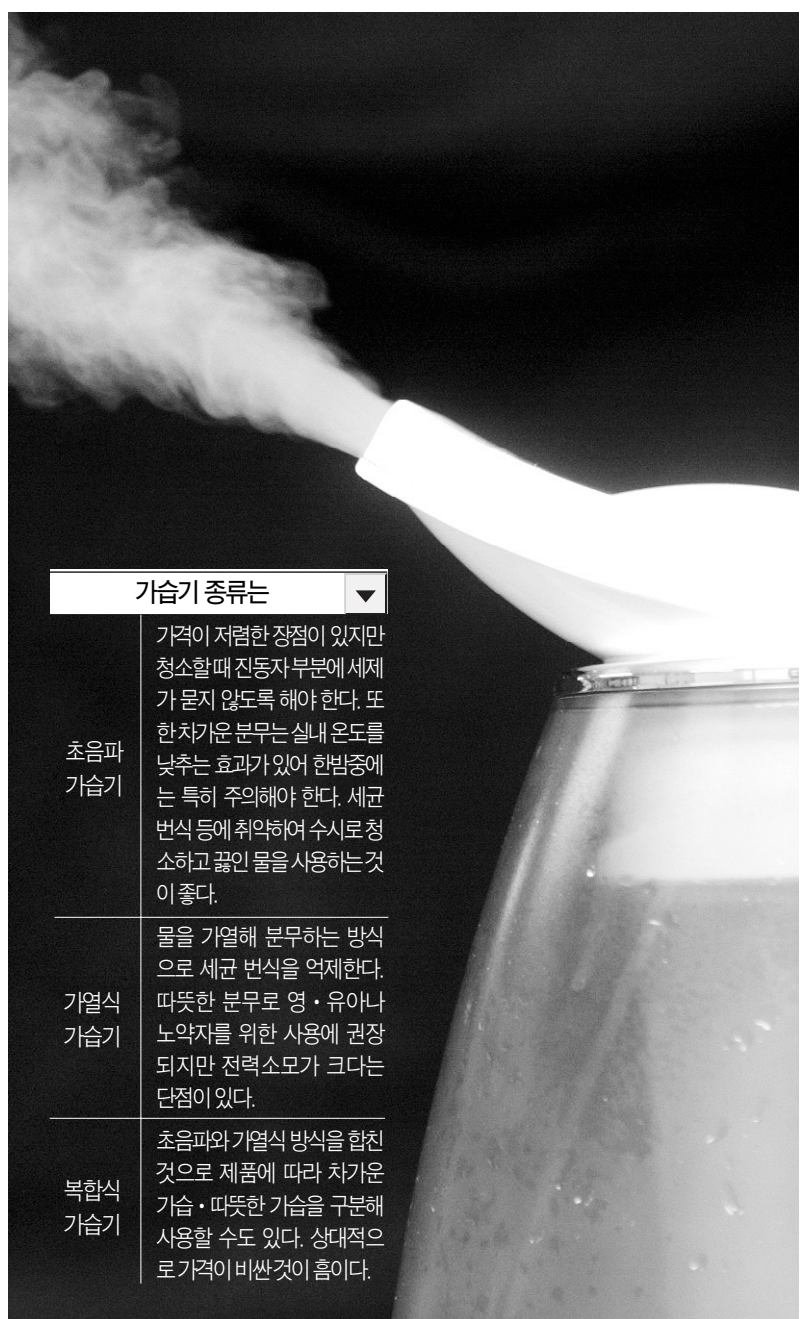 가습기 종류는
초음파
가습기
가격이 저렴한 장점이 있지만
청소할 때 진동자 부분에 세제
가 묻지 않도록 해야 한다. 또
한 차가운 분무는 실내 온도를
낮추는 효과가 있어 한밤중에
는 특히 주의해야 한다. 세균
번식 등에 취약하여 수시로 청
소하고 끓인 물을 사용하는 것
이 좋다.
가열식
가습기
물을 가열해 분무하는 방식
으로 세균 번식을 억제한다.
따뜻한 분무로 영·유아나
노약자를 위한 사용에 권장
되지만 전력소모가 크다는
단점이 있다.
복합식
가습기
초음파와 가열식 방식을 합친
것으로 제품에 따라 차가운
가습·따뜻한 가습을 구분해
사용할 수도 있다. 상대적으
로 가격이 비싼 것이 흠이다.